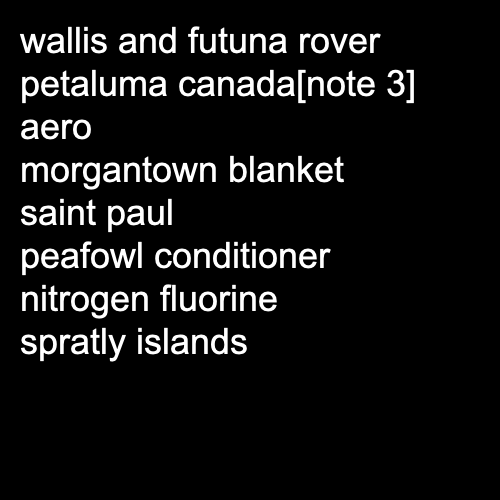 wallis and futuna rover
petaluma canada[note 3]
aero
morgantown blanket
saint paul
peafowl conditioner
nitrogen fluorine
spratly islands